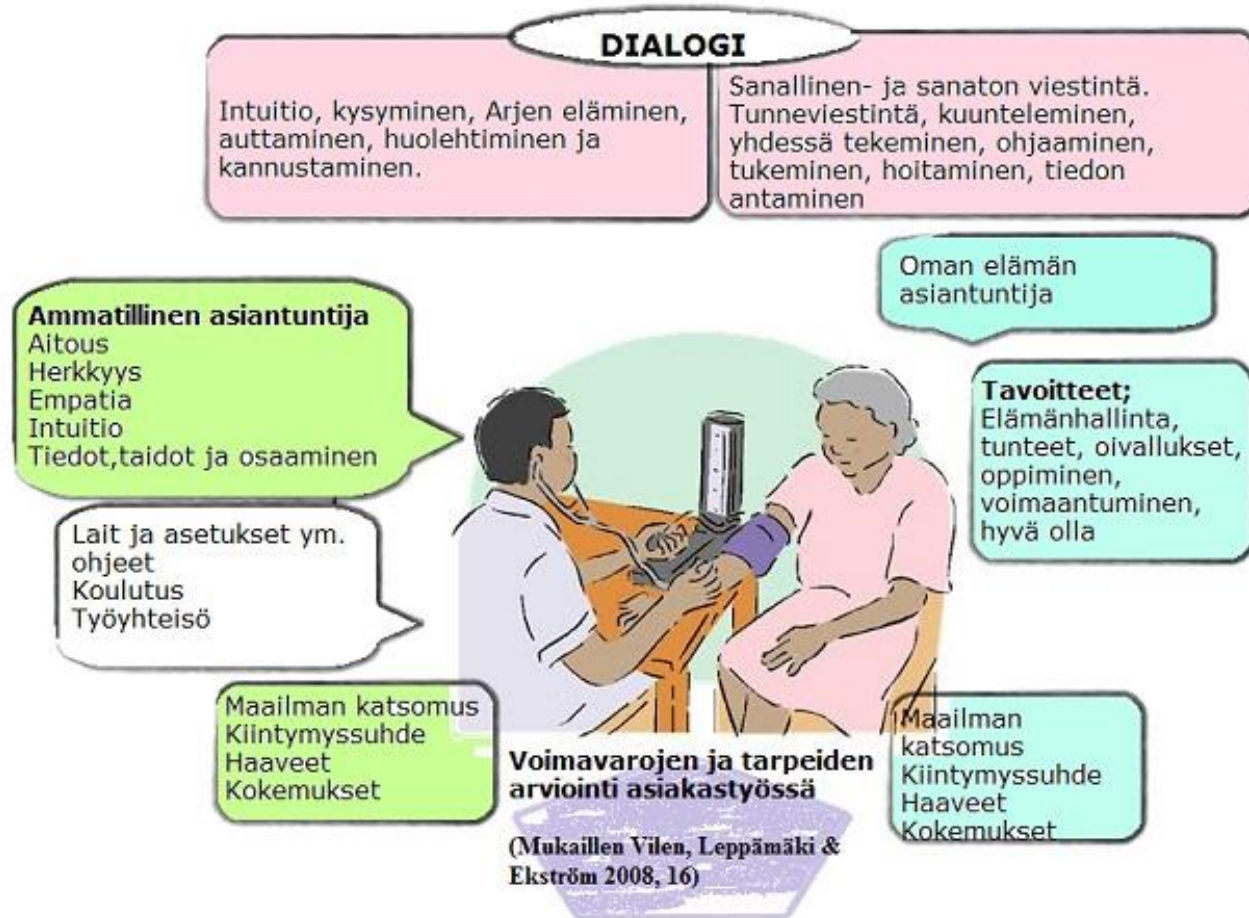 DIALOGI
Intuitio, kysyminen, Arjen eläminen,
auttaminen, huolehtiminen ja
kannustaminen.
Sanallinen- ja sanaton viestintä.
Tunneviestintä, kuunteleminen,
yhdessä tekeminen, ohjaaminen,
tukeminen, hoitaminen, tiedon
antaminen
Oman elämän
asiantuntija
Ammatillinen asiantuntija
Aitous
Herkkyys
Empatia
Intuitio
Tiedot,taidot ja osaaminen
Tavoitteet;
Elämänhallinta,
tunteet, oivallukset,
oppiminen,
voimaantuminen,
hyvä olla
Lait ja asetukset ym.
ohjeet
Koulutus
Työyhteisö
Maailman katsomus
Kiintymyssuhde
Haaveet
Kokemukset
Voimavarojen ja tarpeiden
arviointi asiakastyössä
(Mukaillen Vilen, Leppämäki &
Ekström 2008, 16)
Maailman
katsomus
Kiintymyssuhde
Haaveet
Kokemukset